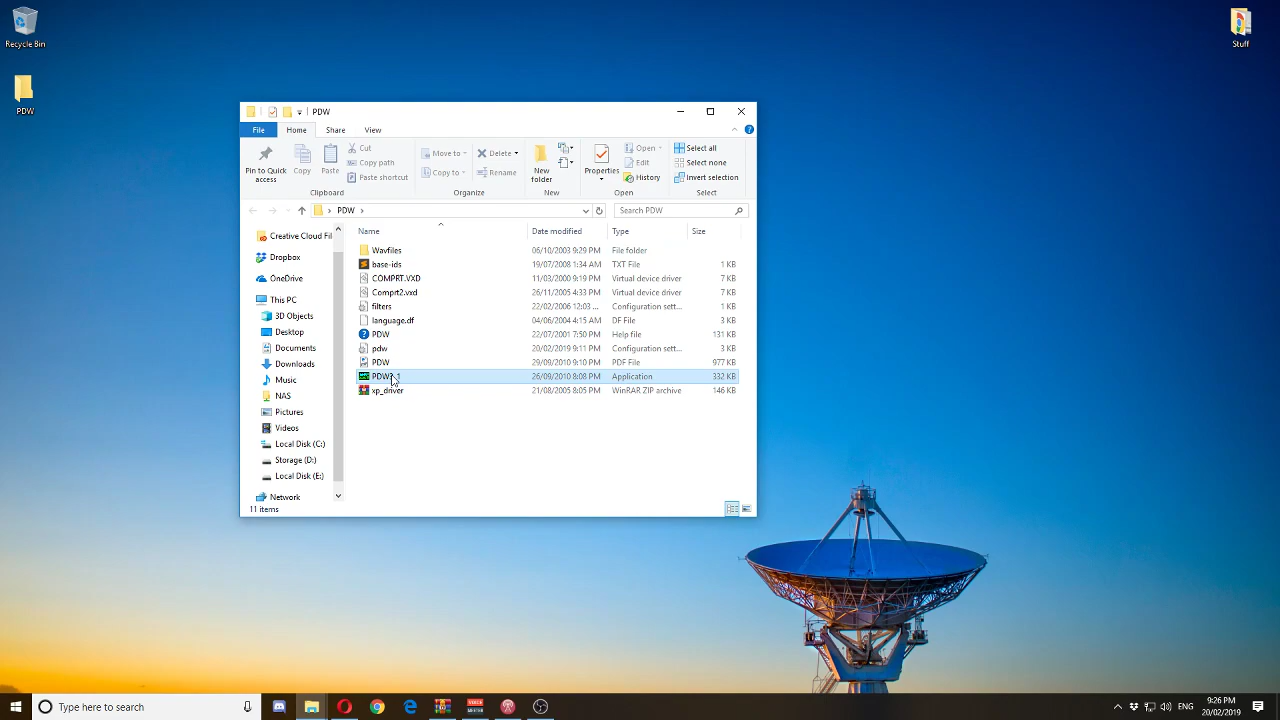 Recycle Bin
PDW
Stuff
PDW
File Home Share View
Pin to Quick access
Copy
Paste
Cut
Copy path
Paste shortcut
Clipboard
Move to
Copy to
Delete
Rename
Organize
New folder
New
Properties
Open
Edit
History
Open
Select all
Select none
Invert selection
Select
PDW
Search PDW
Creative Cloud Fil
Dropbox
OneDrive
This PC
3D Objects
Desktop
Documents
Downloads
Music
NAS
Pictures
Videos
Local Disk (C:)
Storage (D:)
Local Disk (E:)
Network
Name Date modified Type Size
Wavfiles 06/10/2003 9:29 PM File folder
base-ids 19/07/2008 1:34 AM TXT File 1 KB
COMPRT.VXD 11/03/2000 9:19 PM Virtual device driver 7 KB
Comprt2.vxd 26/11/2005 4:33 PM Virtual device driver 7 KB
filters 22/02/2006 12:03 ... Configuration sett... 1 KB
language.df 04/06/2004 4:15 AM DF File 3 KB
PDW 22/07/2001 7:50 PM Help file 131 KB
pdw 20/02/2019 9:11 PM Configuration sett... 3 KB
PDW 29/09/2010 9:10 PM PDF File 977 KB
26/09/2010 8:08 PM Application 332 KB
xp_driver 21/08/2005 8:05 PM WinRAR ZIP archive 146 KB
11 items
Type here to search
VOICE MEETER
ENG
9:26 PM
20/02/2019